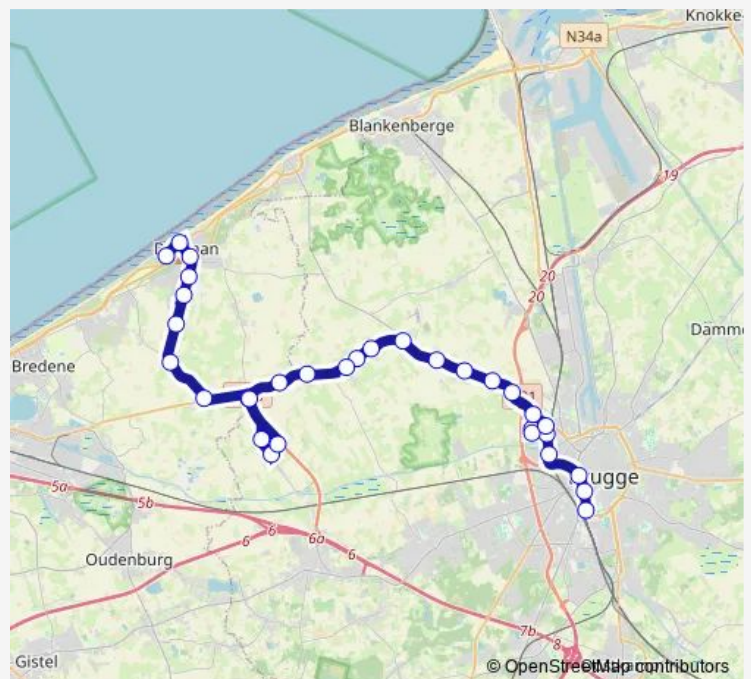 Knokke
N34a
Blankenberge
19
20
20
Damme
Bredene
Brugge
5a
5b
6
6
6a
6
Oudenburg
7b
8
Gistel
© OpenStreetMap contributors